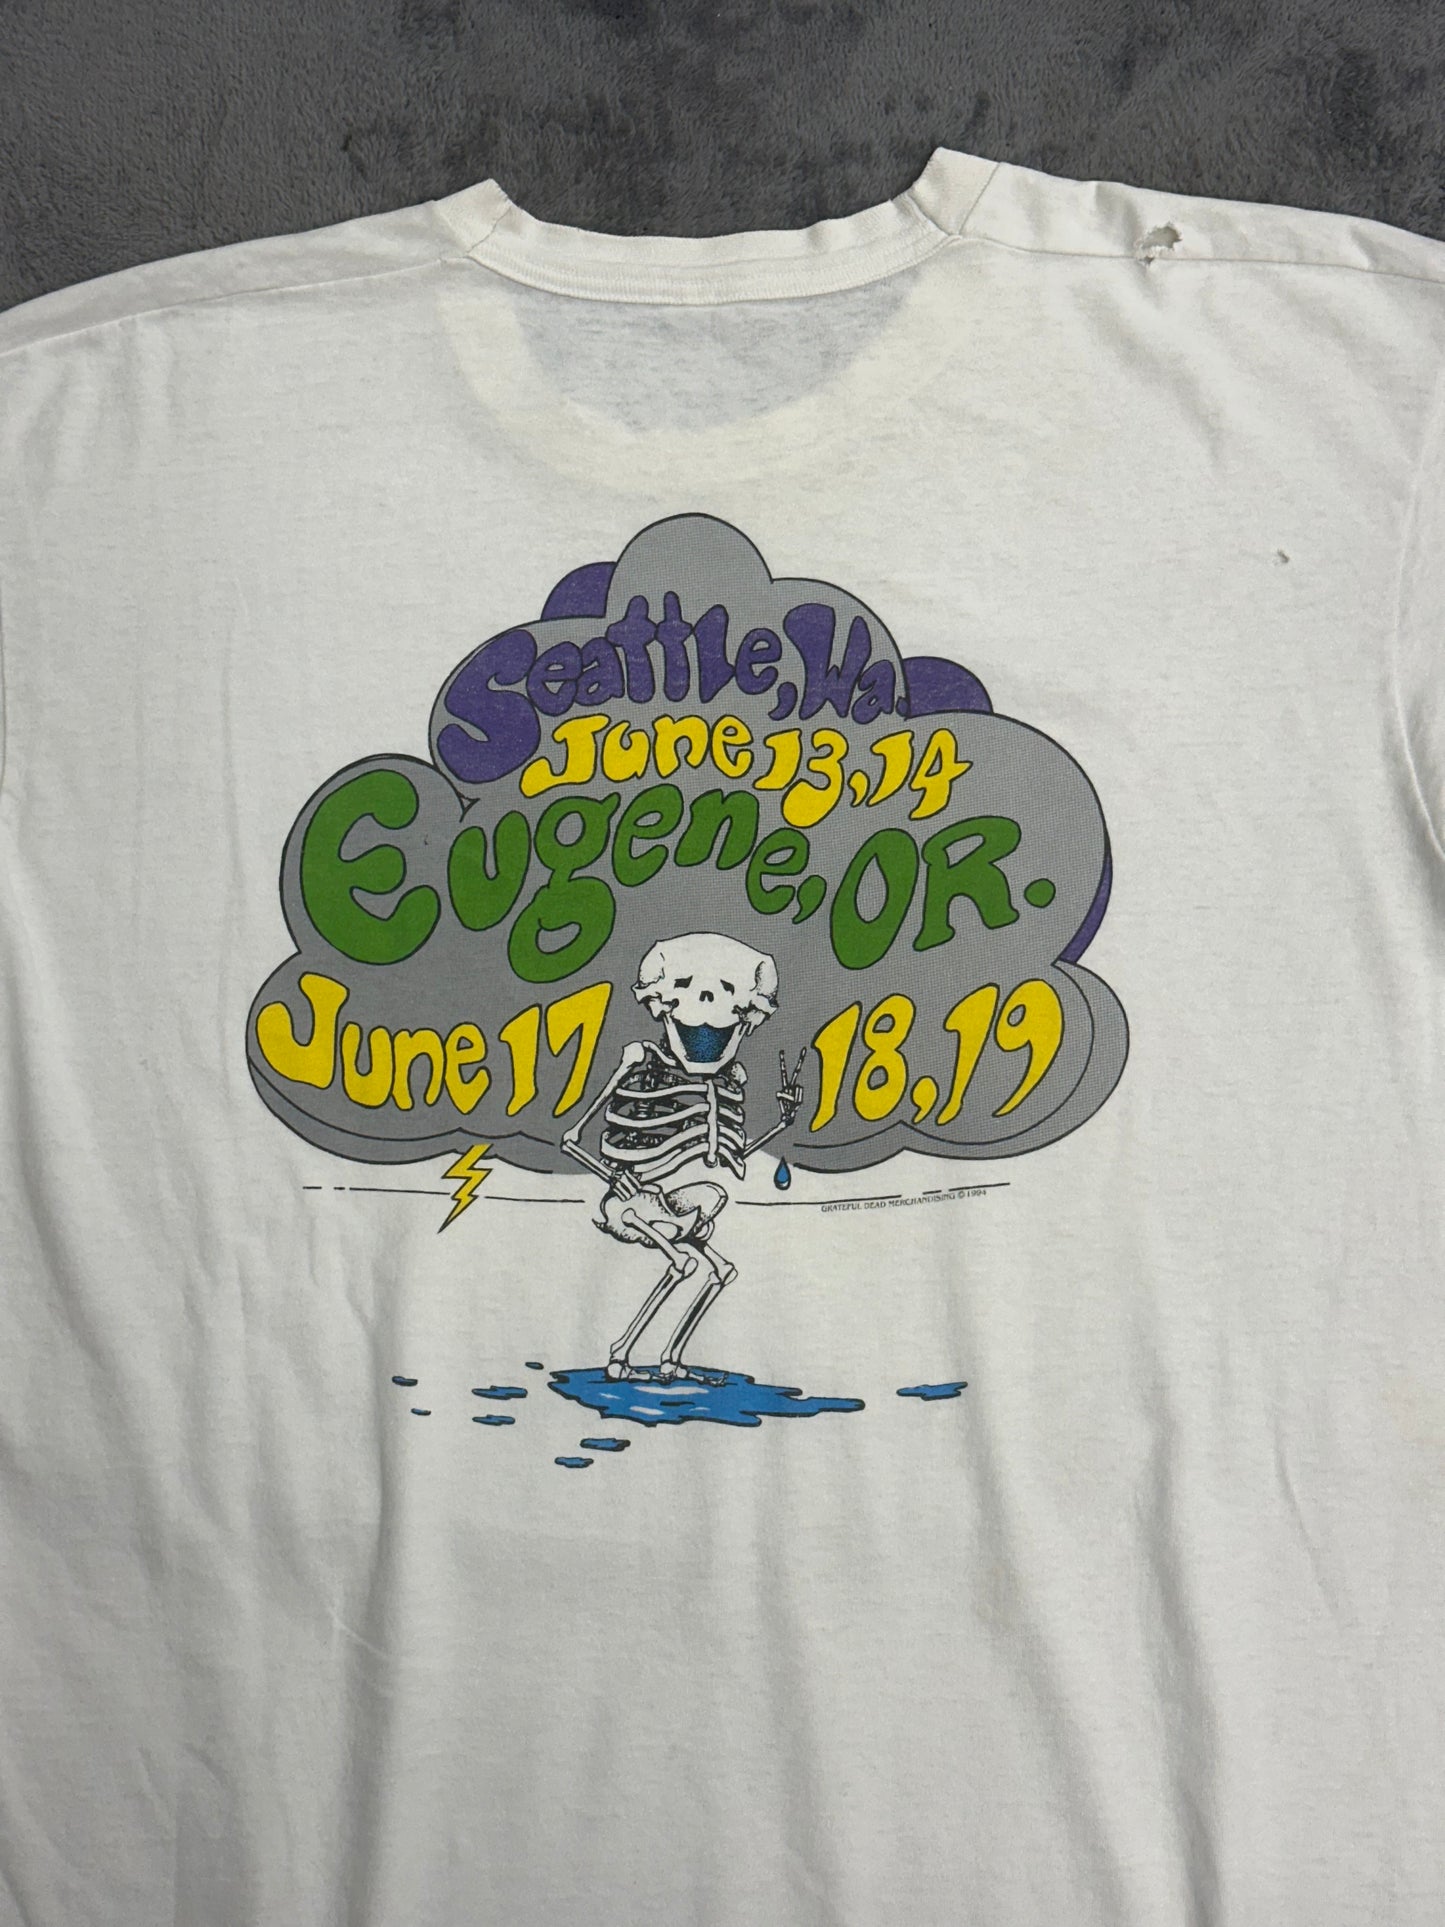 Seattle, Wa.
June 13, 14
Eugene, OR.
June 17 18, 19
GRATEFUL DEAD MERCHANDISING © 1994